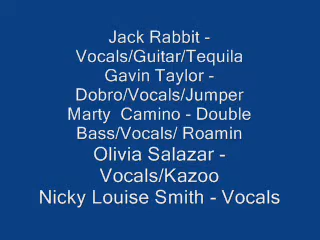 Jack Rabbit -
Vocals/Guitar/Tequila
Gavin Taylor -
Dobro/Vocals/Jumper
Marty  Camino - Double
Bass/Vocals/ Roamin
Olivia Salazar -
Vocals/Kazoo
Nicky Louise Smith - Vocals